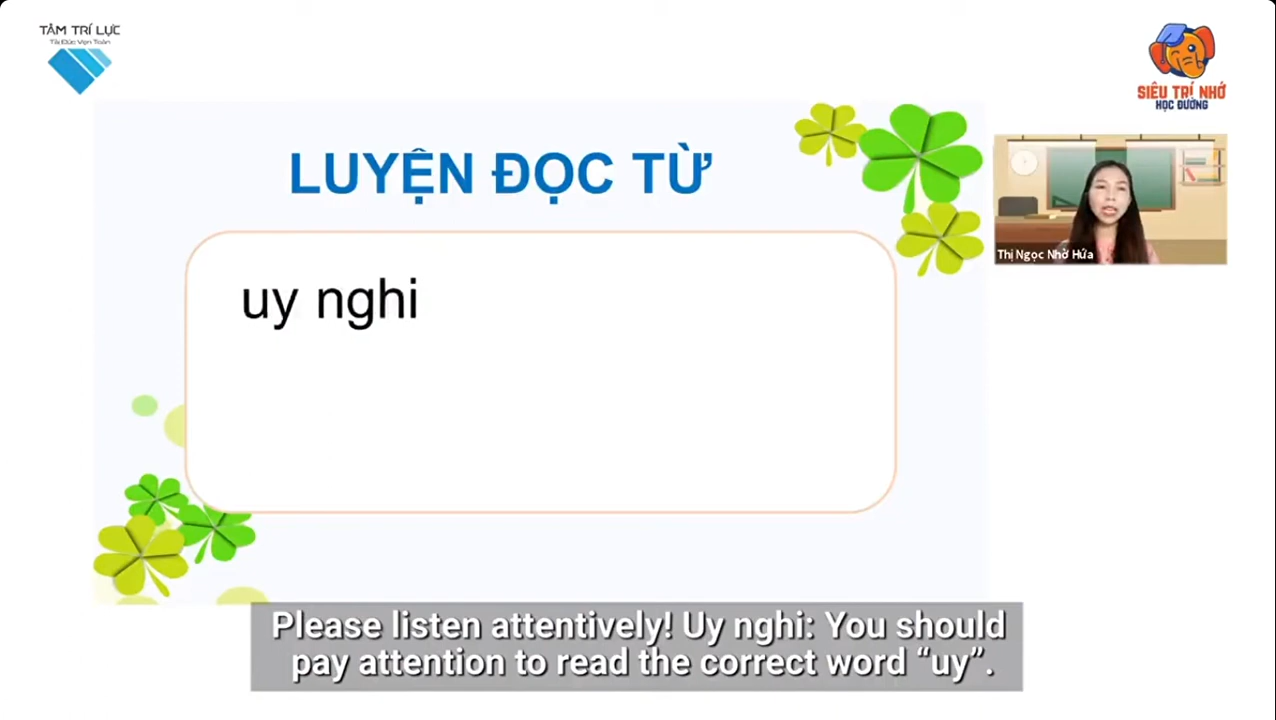 TÂM TRÍ LỰC
Tài Đức Vẹn Toàn
SIÊU TRÍ NHỚ
HỌC ĐƯỜNG
LUYỆN ĐỌC TỪ
Thị Ngọc Nhờ Hứa
uy nghi
Please listen attentively! Uy nghi: You should
pay attention to read the correct word “uy”.